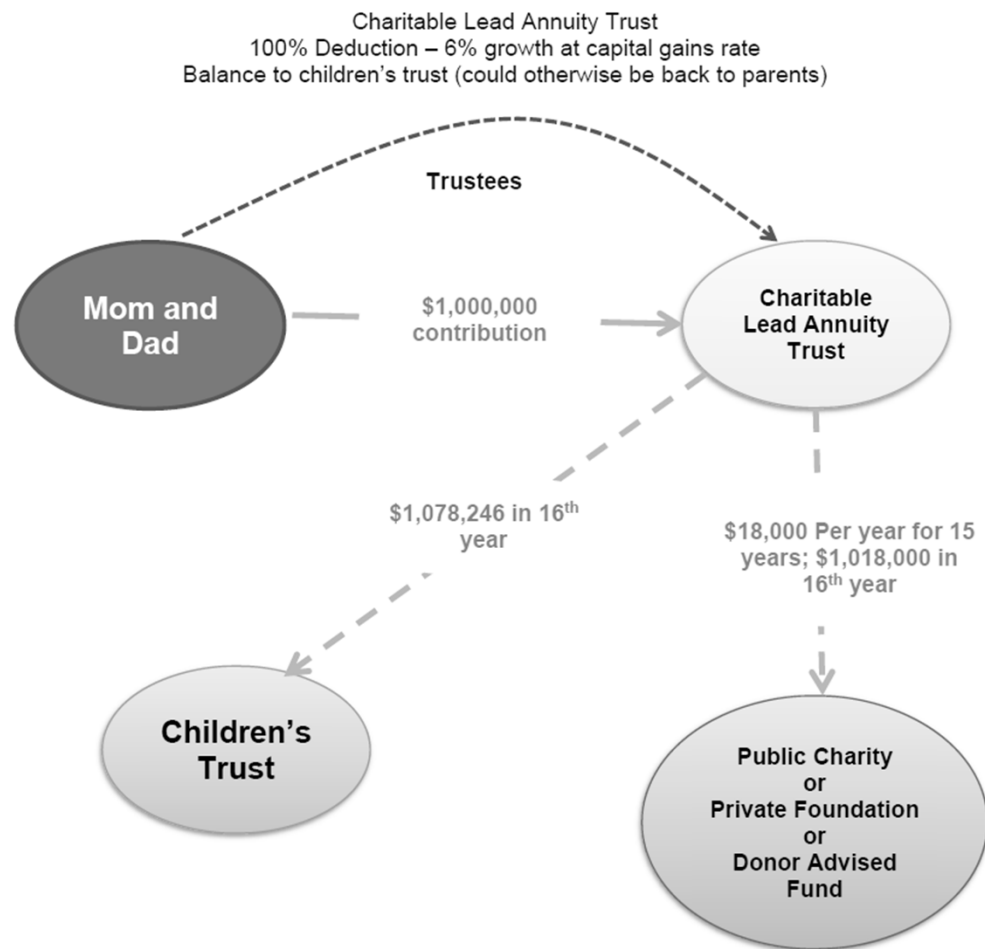 Charitable Lead Annuity Trust
100% Deduction – 6% growth at capital gains rate
Balance to children's trust (could otherwise be back to parents)
Trustees
Mom and
Dad
$1,000,000
contribution
Charitable
Lead Annuity
Trust
$1,078,246 in 16th
year
$18,000 Per year for 15
years; $1,018,000 in
16th year
Children's
Trust
Public Charity
or
Private Foundation
or
Donor Advised
Fund